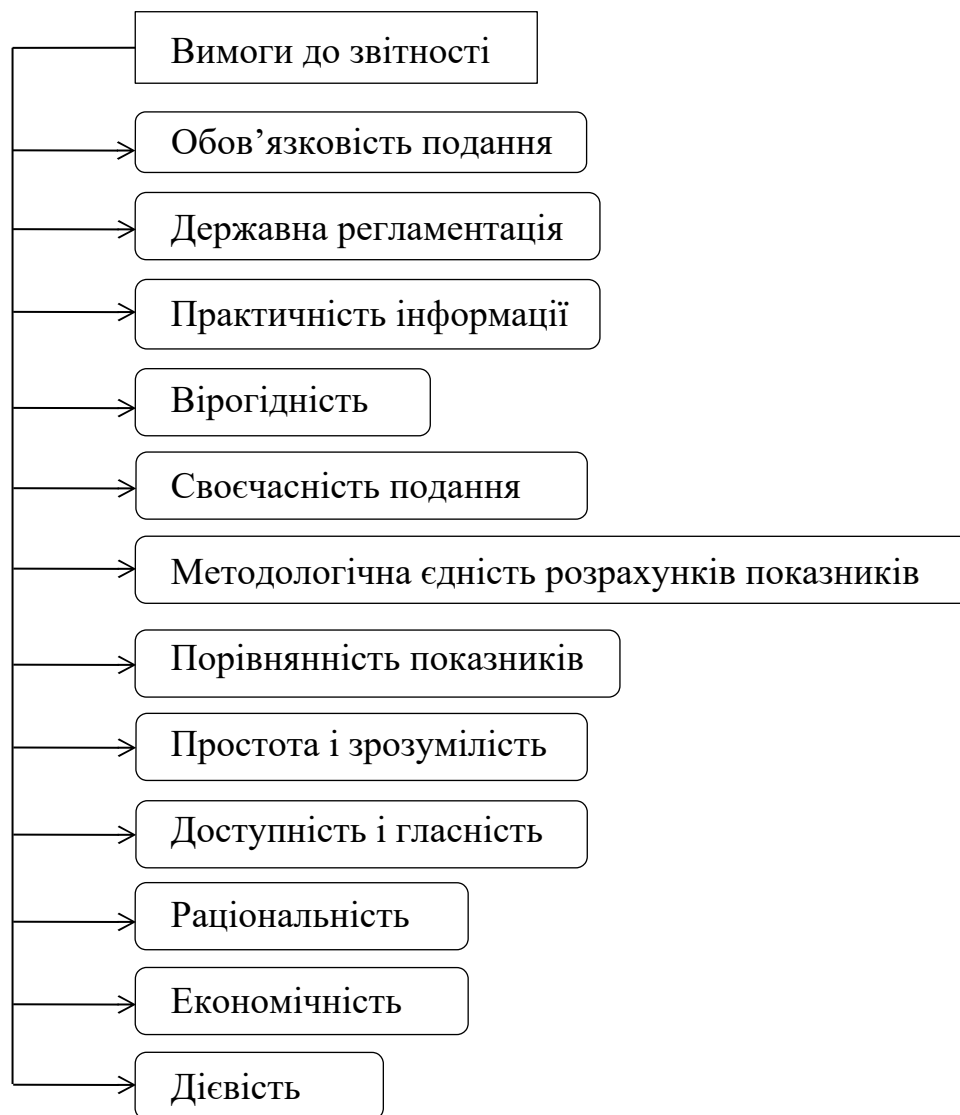 Вимоги до звітності
Обов’язковість подання
Державна регламентація
Практичність інформації
Вірогідність
Своєчасність подання
Методологічна єдність розрахунків показників
Порівнянність показників
Простота і зрозумілість
Доступність і гласність
Раціональність
Економічність
Дієвість